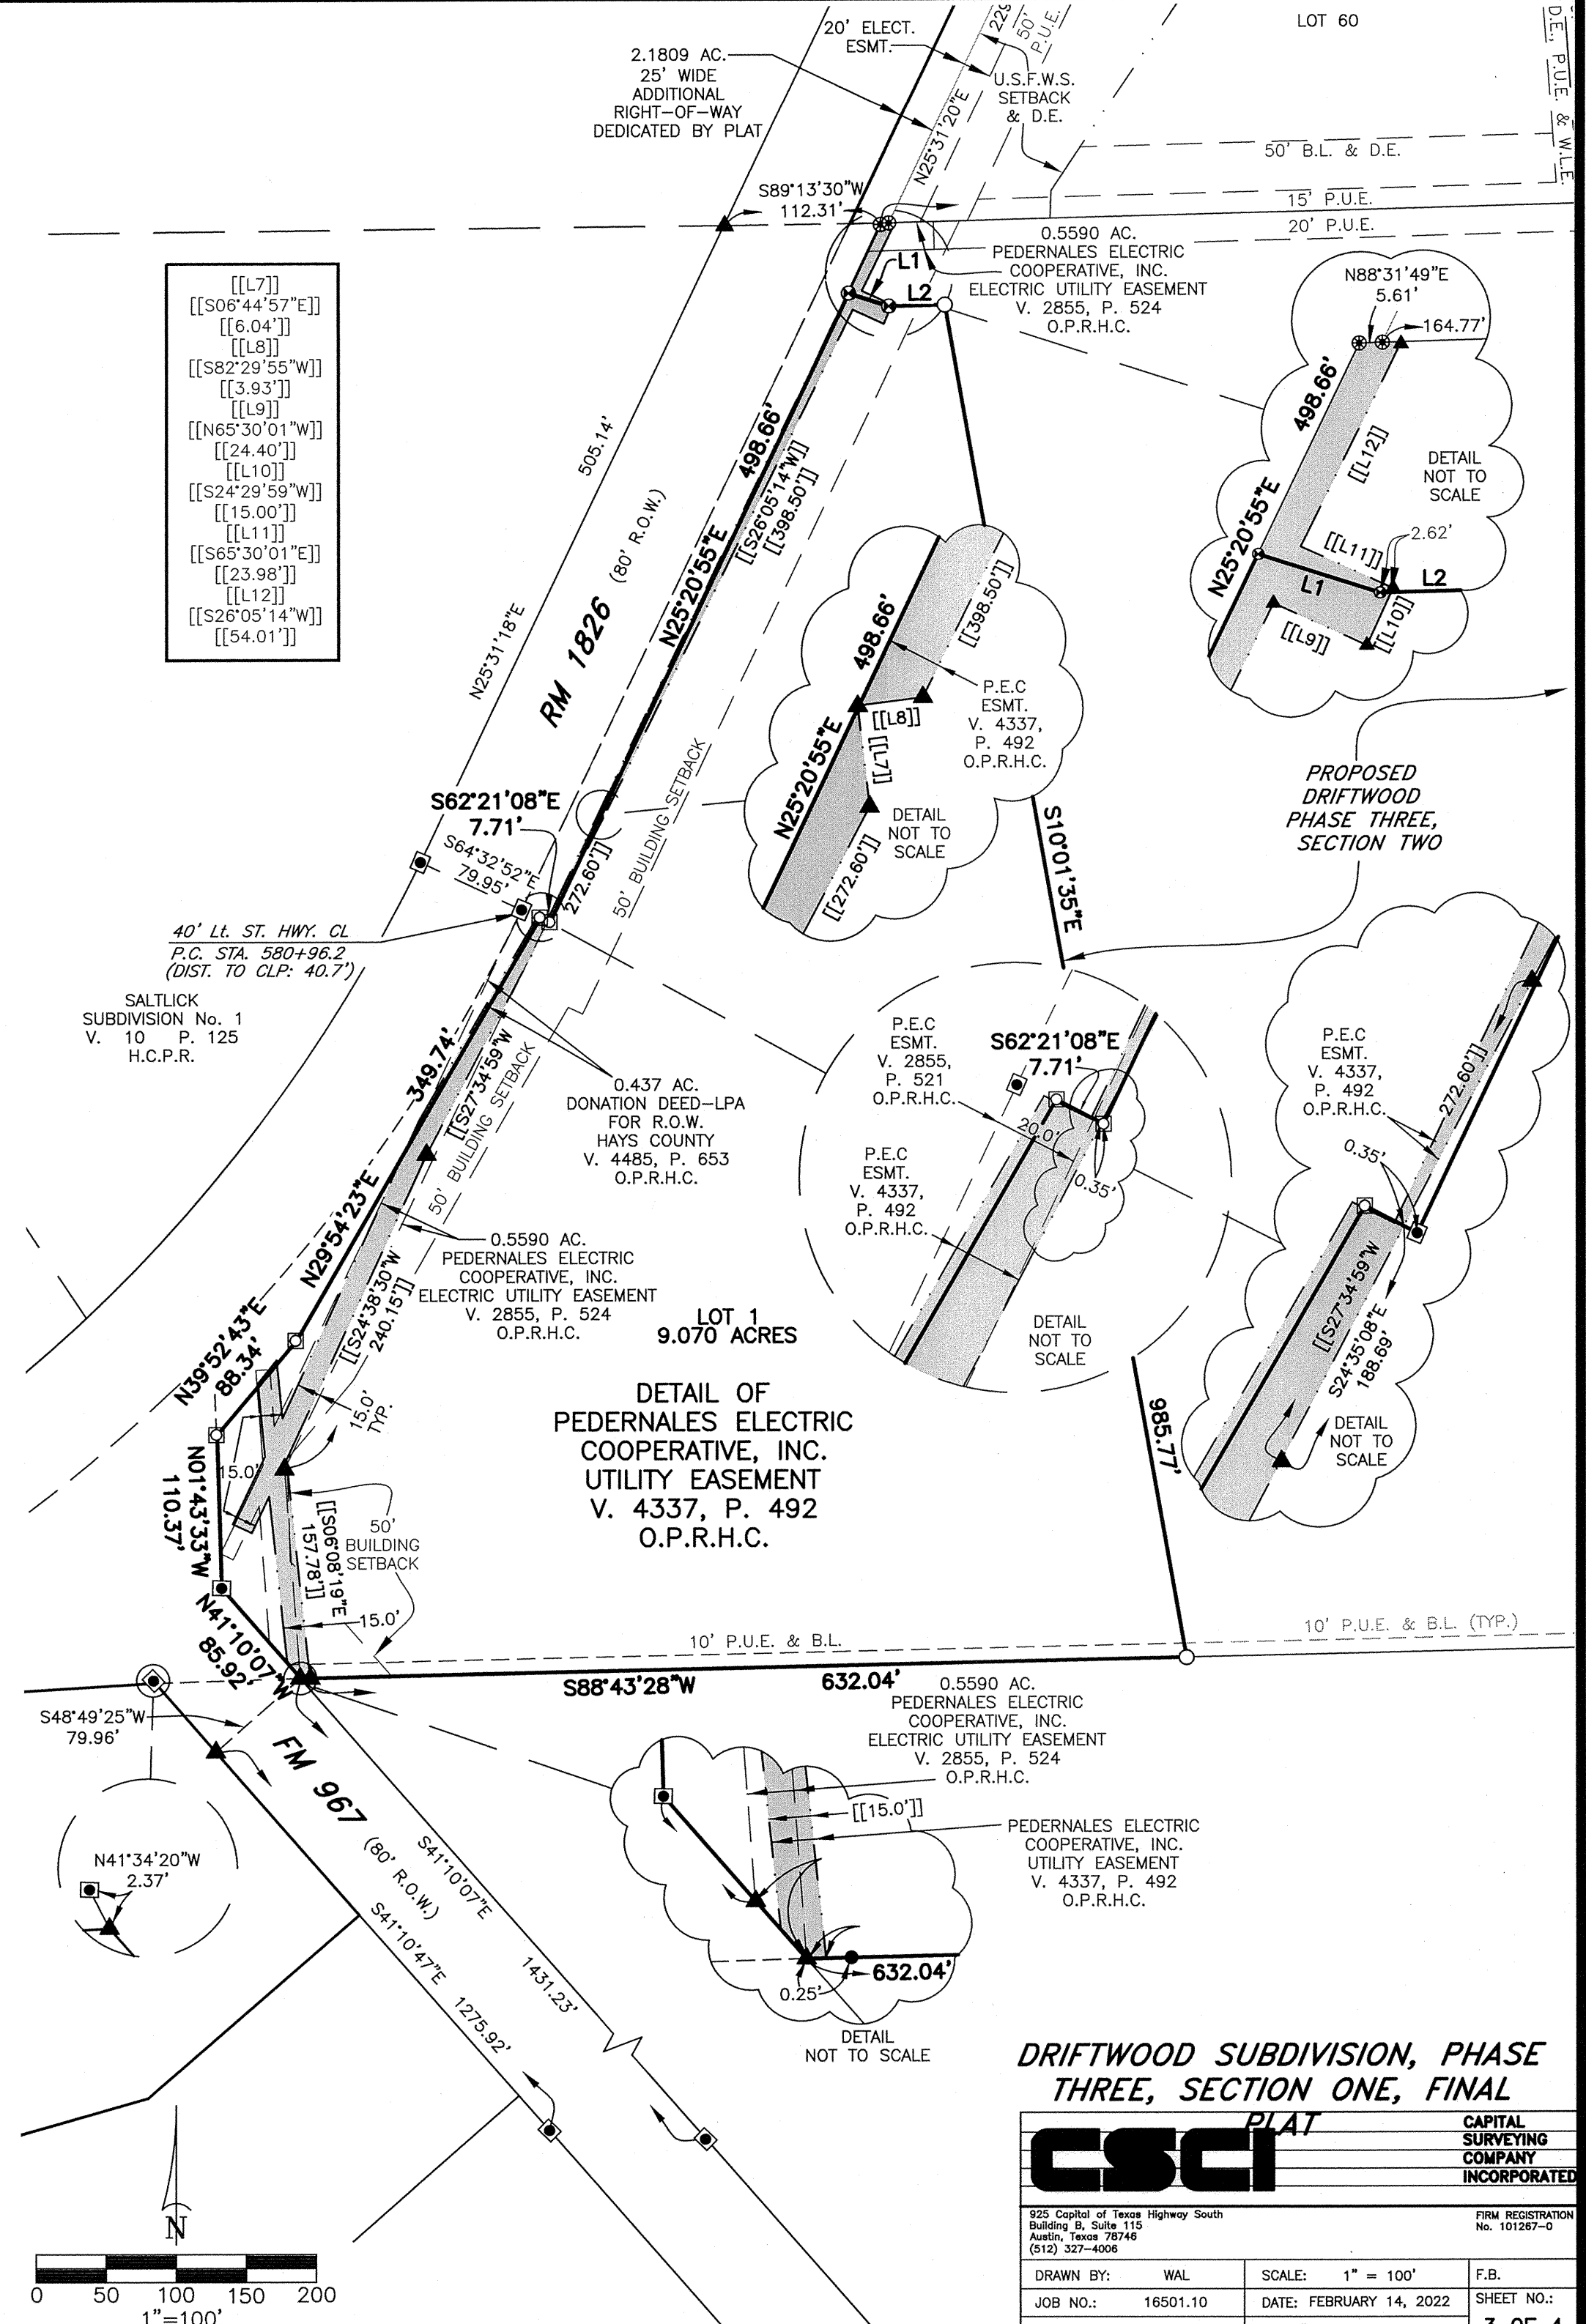 20' ELECT.
ESMT.
229
50'
P.U.E.
LOT 60
D.E., P.U.E. & W.L.E.
2.1809 AC.
25' WIDE
ADDITIONAL
RIGHT-OF-WAY
DEDICATED BY PLAT
N25°31'20"E
U.S.F.W.S.
SETBACK
& D.E.
50' B.L. & D.E.
15' P.U.E.
20' P.U.E.
S89°13'30"W
112.31'
0.5590 AC.
PEDERNALES ELECTRIC
COOPERATIVE, INC.
ELECTRIC UTILITY EASEMENT
V. 2855, P. 524
O.P.R.H.C.
L1
L2
[[L7]]
[[S06°44'57"E]]
[[6.04']]
[[L8]]
[[S82°29'55"W]]
[[3.93']]
[[L9]]
[[N65°30'01"W]]
[[24.40']]
[[L10]]
[[S24°29'59"W]]
[[15.00']]
[[L11]]
[[S65°30'01"E]]
[[23.98']]
[[L12]]
[[S26°05'14"W]]
[[54.01']]
N88°31'49"E
5.61'
164.77'
498.66'
[[L12]]
DETAIL
NOT TO
SCALE
N25°20'55"E
[[L11]]
2.62'
L1
L2
[[L9]]
[[L10]]
505.14'
N25°31'18"E
RM 1826
(80' R.O.W.)
498.66'
N25°20'55"E
[[S26°05'14"W]]
[[398.50']]
498.66'
[[398.50']]
N25°20'55"E
[[L8]]
[[L7]]
[[272.60']]
P.E.C
ESMT.
V. 4337,
P. 492
O.P.R.H.C.
DETAIL
NOT TO
SCALE
PROPOSED
DRIFTWOOD
PHASE THREE,
SECTION TWO
S10°01'35"E
985.77'
S62°21'08"E
7.71'
S64°32'52"E
79.95'
272.60']]
50' BUILDING SETBACK
40' Lt. ST. HWY. CL
P.C. STA. 580+96.2
(DIST. TO CLP: 40.7')
SALTLICK
SUBDIVISION No. 1
V. 10 P. 125
H.C.P.R.
349.74'
N29°54'23"E
[[S27°34'59"W
50' BUILDING SETBACK
0.437 AC.
DONATION DEED-LPA
FOR R.O.W.
HAYS COUNTY
V. 4485, P. 653
O.P.R.H.C.
P.E.C
ESMT.
V. 2855,
P. 521
O.P.R.H.C.
S62°21'08"E
7.71'
20.0'
0.35'
P.E.C
ESMT.
V. 4337,
P. 492
O.P.R.H.C.
DETAIL
NOT TO
SCALE
P.E.C
ESMT.
V. 4337,
P. 492
O.P.R.H.C.
272.60']]
0.35'
[[S27°34'59"W
S24°35'08"E
188.69'
DETAIL
NOT TO
SCALE
0.5590 AC.
PEDERNALES ELECTRIC
COOPERATIVE, INC.
ELECTRIC UTILITY EASEMENT
V. 2855, P. 524
O.P.R.H.C.
[[S24°38'30"W
240.15']]
N39°52'43"E
88.34'
LOT 1
9.070 ACRES
DETAIL OF
PEDERNALES ELECTRIC
COOPERATIVE, INC.
UTILITY EASEMENT
V. 4337, P. 492
O.P.R.H.C.
15.0'
TYP.
15.0'
N01°43'33"W
110.37'
[[S06°08'19"E
157.78']]
50'
BUILDING
SETBACK
15.0'
N41°10'07"W
85.92'
10' P.U.E. & B.L.
10' P.U.E. & B.L. (TYP.)
S88°43'28"W 632.04'
S48°49'25"W
79.96'
FM 967
(80' R.O.W.)
0.5590 AC.
PEDERNALES ELECTRIC
COOPERATIVE, INC.
ELECTRIC UTILITY EASEMENT
V. 2855, P. 524
O.P.R.H.C.
[[15.0']]
PEDERNALES ELECTRIC
COOPERATIVE, INC.
UTILITY EASEMENT
V. 4337, P. 492
O.P.R.H.C.
632.04'
0.25'
DETAIL
NOT TO SCALE
N41°34'20"W
2.37'
S41°10'07"E
1431.23'
S41°10'47"E
1275.92'
DRIFTWOOD SUBDIVISION, PHASE
THREE, SECTION ONE, FINAL
PLAT
CSCI
CAPITAL
SURVEYING
COMPANY
INCORPORATED
925 Capital of Texas Highway South
Building B, Suite 115
Austin, Texas 78746
(512) 327-4006
FIRM REGISTRATION
No. 101267-0
DRAWN BY: WAL
SCALE: 1" = 100'
F.B.
JOB NO.: 16501.10
DATE: FEBRUARY 14, 2022
SHEET NO.:
3 OF 4
N
0 50 100 150 200
1"=100'